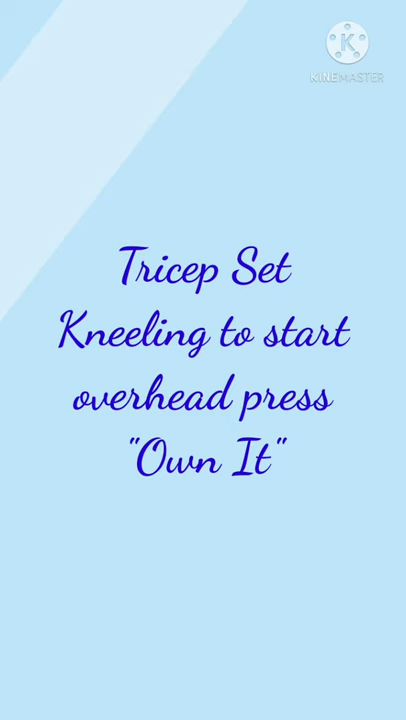 KINEMASTER
Tricep Set
Kneeling to start
overhead press
"Own It"